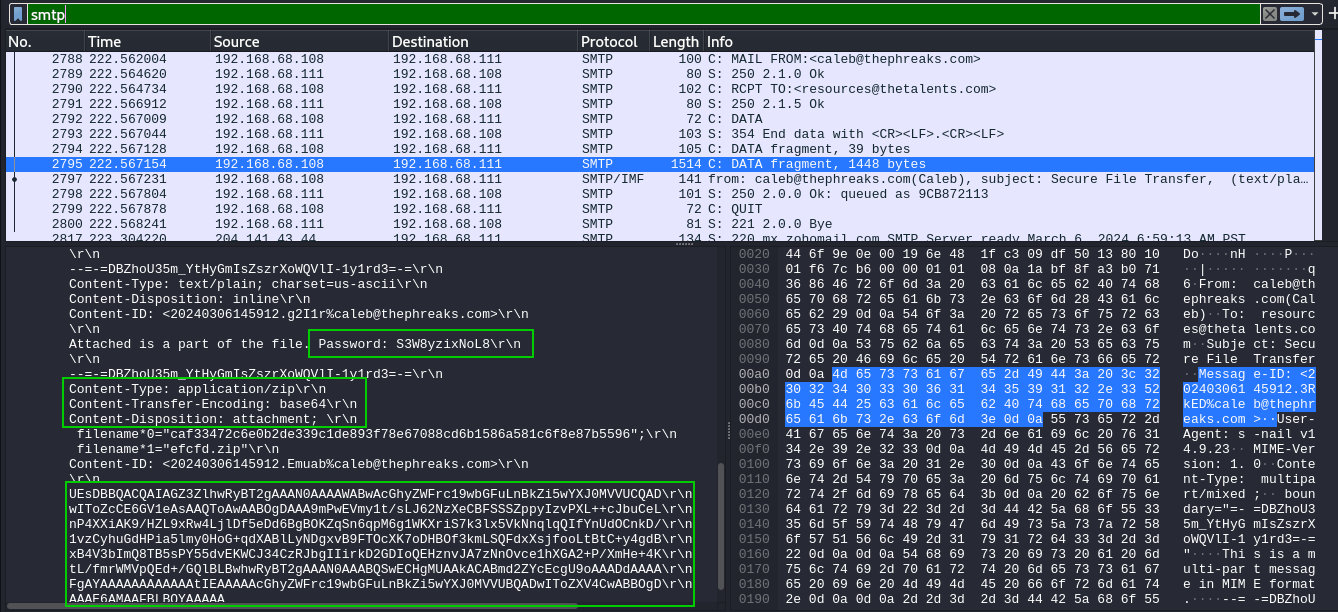 smtp
No. Time Source Destination Protocol Length Info
2788 222.562004 192.168.68.108 192.168.68.111 SMTP 100 C: MAIL FROM:<caleb@thephreaks.com>
2789 222.564620 192.168.68.111 192.168.68.108 SMTP 80 S: 250 2.1.0 Ok
2790 222.564734 192.168.68.108 192.168.68.111 SMTP 102 C: RCPT TO:<resources@thetalents.com>
2791 222.566912 192.168.68.111 192.168.68.108 SMTP 80 S: 250 2.1.5 Ok
2792 222.567009 192.168.68.108 192.168.68.111 SMTP 72 C: DATA
2793 222.567044 192.168.68.111 192.168.68.108 SMTP 103 S: 354 End data with <CR><LF>.<CR><LF>
2794 222.567128 192.168.68.108 192.168.68.111 SMTP 105 C: DATA fragment, 39 bytes
2795 222.567154 192.168.68.108 192.168.68.111 SMTP 1514 C: DATA fragment, 1448 bytes
2797 222.567231 192.168.68.108 192.168.68.111 SMTP/IMF 141 from: caleb@thephreaks.com(Caleb), subject: Secure File Transfer, (text/pla…
2798 222.567804 192.168.68.111 192.168.68.108 SMTP 101 S: 250 2.0.0 Ok: queued as 9CB872113
2799 222.567878 192.168.68.108 192.168.68.111 SMTP 72 C: QUIT
2800 222.568241 192.168.68.111 192.168.68.108 SMTP 81 S: 221 2.0.0 Bye
2817 223.304220 204.141.43.44 192.168.68.111 SMTP 134 S: 220 mx.zohomail.com SMTP Server ready March 6, 2024 6:59:13 AM PST
\r\n
--=-=DBZhoU35m_YtHyGmIsZszrXoWQVlI-1y1rd3=-=\r\n
Content-Type: text/plain; charset=us-ascii\r\n
Content-Disposition: inline\r\n
Content-ID: <20240306145912.g2I1r%caleb@thephreaks.com>\r\n
\r\n
Attached is a part of the file. Password: S3W8yzixNoL8\r\n
\r\n
--=-=DBZhoU35m_YtHyGmIsZszrXoWQVlI-1y1rd3=-=\r\n
Content-Type: application/zip\r\n
Content-Transfer-Encoding: base64\r\n
Content-Disposition: attachment; \r\n
filename*0="caf33472c6e0b2de339c1de893f78e67088cd6b1586a581c6f8e87b5596";\r\n
filename*1="efcfd.zip"\r\n
Content-ID: <20240306145912.Emuab%caleb@thephreaks.com>\r\n
\r\n
UEsDBBQACQAIAGZ3ZlhwRyBT2gAAAN0AAAAWABwAcGhyZWFrc19wbGFuLnBkZi5wYXJ0MVVUCQAD\r\n
wIToZcCE6GV1eAsAAQToAwAABOgDAAA9mPwEVmy1t/sLJ62NzXeCBFSSSZppyIzvPXL++cJbuCeL\r\n
nP4XXiAK9/HZL9xRw4LjlDf5eDd6BgBOKZqSn6qpM6g1WKXriS7k3lx5VkNnqlqQIfYnUdOCnkD/\r\n
1vzCyhuGdHPia5lmy0HoG+qdXABlLyNDgxvB9FTOcXK7oDHBOf3kmLSQFdxXsjfooLtBtC+y4gdB\r\n
xB4V3bImQ8TB5sPY55dvEKWCJ34CzRJbgIIirkD2GDIoQEHznvJA7zNnOvce1hXGA2+P/XmHe+4K\r\n
tL/fmrWMVpQEd+/GQlBLBwhwRyBT2gAAAN0AAABQSwECHgMUAAkACABmd2ZYcEcgU9oAAADdAAAA\r\n
FgAYAAAAAAAAAAAAtIEAAAAAcGhyZWFrc19wbGFuLnBkZi5wYXJ0MVVUBQADwIToZXV4CwABBOgD\r\n
AAAE6AMAAFBLBQYAAAAA
0020 44 6f 9e 0e 00 19 6e 48 1f c3 09 df 50 13 80 10 Do····nH ····P···
0030 01 f6 7c b6 00 00 01 01 08 0a 1a bf 8f fa b0 71 ··|····· ·······q
0040 36 86 46 72 6f 6d 3a 20 63 61 6c 65 62 40 74 68 6·From:  caleb@th
0050 65 70 68 72 65 61 6b 73 2e 63 6f 6d 28 43 61 6c ephreaks .com(Cal
0060 65 62 29 0d 0a 54 6f 3a 20 72 65 73 6f 75 72 63 eb)··To:  resourc
0070 65 73 40 74 68 65 74 61 6c 65 6e 74 73 2e 63 6f es@theta lents.co
0080 6d 0d 0a 53 75 62 6a 65 63 74 3a 20 53 65 63 75 m··Subje ct: Secu
0090 72 65 20 46 69 6c 65 20 54 72 61 6e 73 66 65 72 re File  Transfer
00a0 0d 0a 4d 65 73 73 61 67 65 2d 49 44 3a 20 3c 32 ··Messag e-ID: <2
00b0 30 32 34 30 33 30 36 31 34 35 39 31 32 2e 33 52 02403061 45912.3R
00c0 6b 45 44 25 63 61 6c 65 62 40 74 68 65 70 68 72 kED%cale b@thephr
00d0 65 61 6b 73 2e 63 6f 6d 3e 0d 0a 55 73 65 72 2d eaks.com >··User-
00e0 41 67 65 6e 74 3a 20 73 2d 6e 61 69 6c 20 76 31 Agent: s -nail v1
00f0 34 2e 39 2e 32 33 0d 0a 4d 49 4d 45 2d 56 65 72 4.9.23·· MIME-Ver
0100 73 69 6f 6e 3a 20 31 2e 30 0d 0a 43 6f 6e 74 65 sion: 1. 0··Conte
0110 6e 74 2d 54 79 70 65 3a 20 6d 75 6c 74 69 70 61 nt-Type:  multipa
0120 72 74 2f 6d 69 78 65 64 3b 0d 0a 20 62 6f 75 6e rt/mixed ;·· boun
0130 64 61 72 79 3d 22 3d 2d 3d 44 42 5a 68 6f 55 33 dary="=- =DBZhoU3
0140 35 6d 5f 59 74 48 79 47 6d 49 73 5a 73 7a 72 58 5m_YtHyG mIsZszrX
0150 6f 57 51 56 6c 49 2d 31 79 31 72 64 33 3d 2d 3d oWQVlI-1 y1rd3=-=
0160 22 0d 0a 0d 0a 54 68 69 73 20 69 73 20 61 20 6d "····Thi s is a m
0170 75 6c 74 69 2d 70 61 72 74 20 6d 65 73 73 61 67 ulti-par t messag
0180 65 20 69 6e 20 4d 49 4d 45 20 66 6f 72 6d 61 74 e in MIM E format
0190 2e 0d 0a 0d 0a 2d 2d 3d 2d 3d 44 42 5a 68 6f 55 .····--= -=DBZhoU